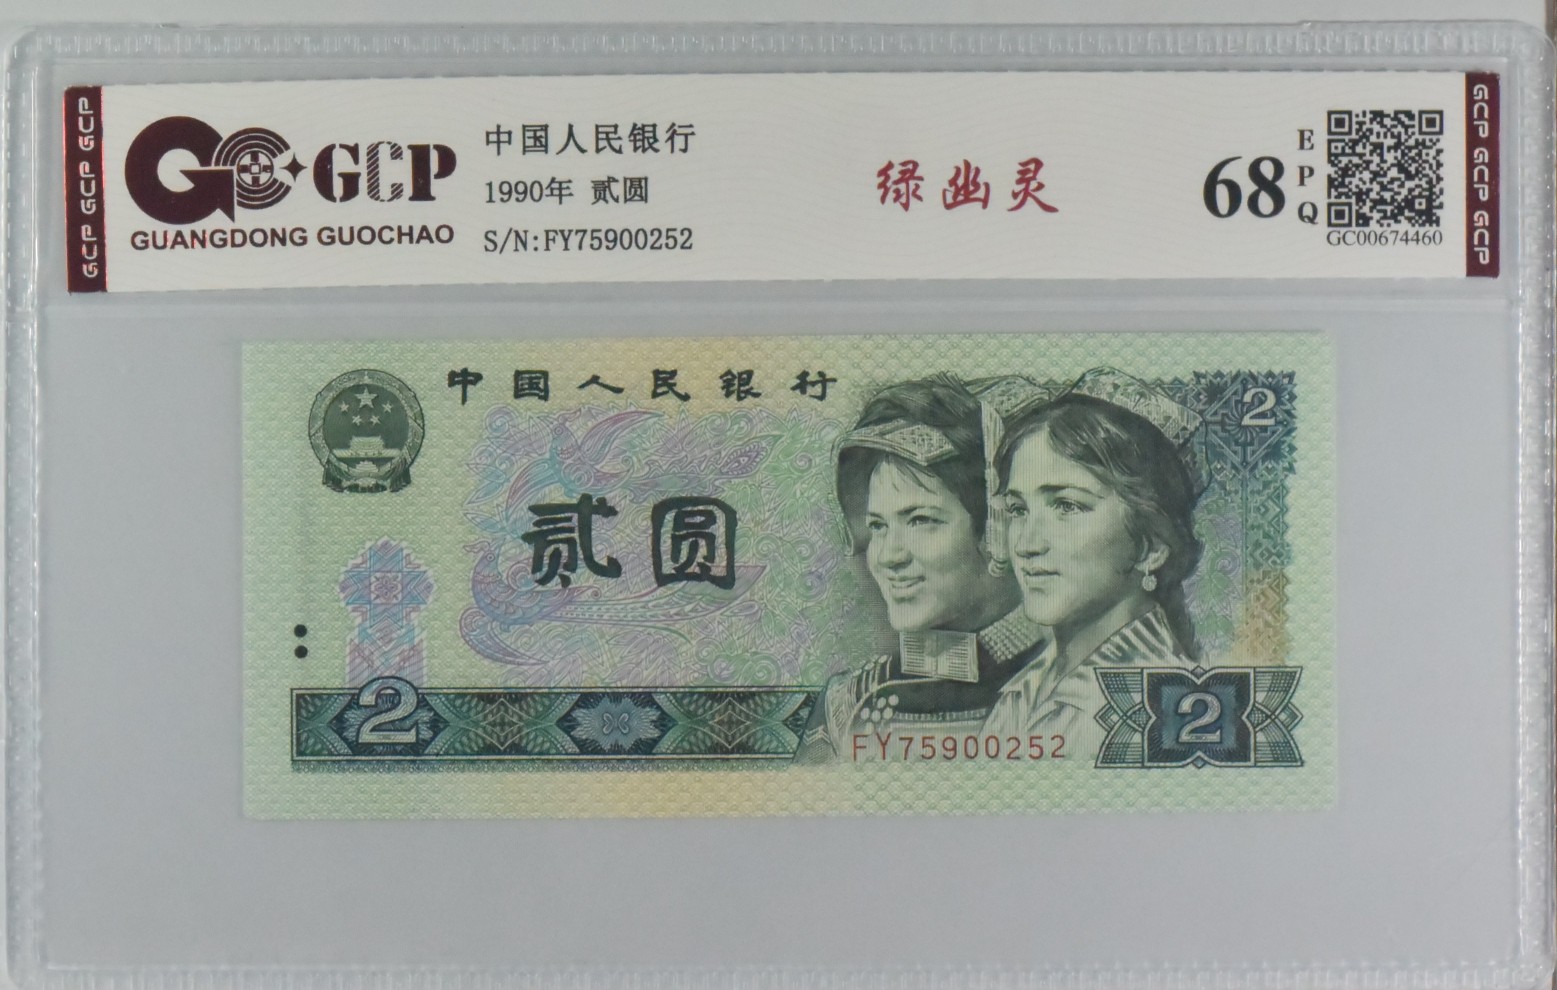 GCP GCP GCP
GCP
GUANGDONG GUOCHAO
中国人民银行
1990年 贰圆
S/N:FY75900252
绿幽灵
68
EPQ
GC00674460
GCP GCP GCP
中国人民银行
2
贰圆
2
FY75900252
2